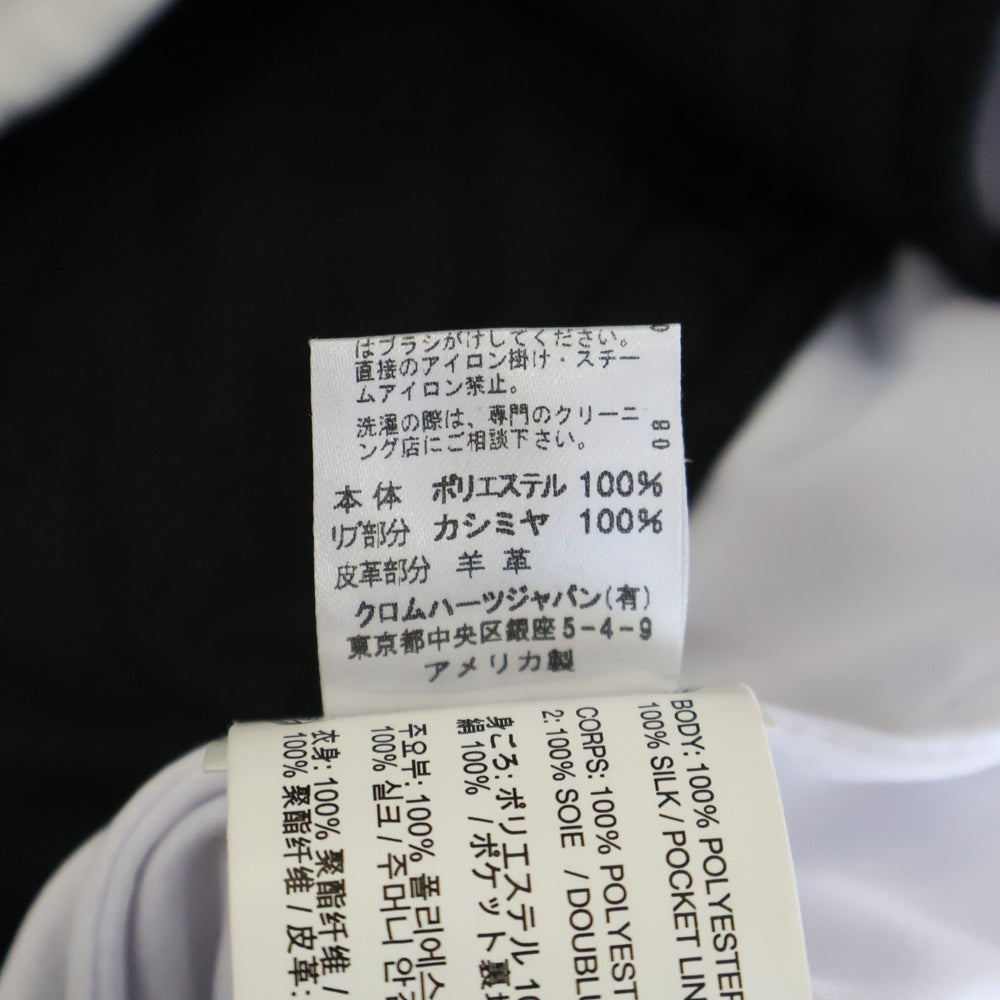 はブラシがけしてください。
直接のアイロン掛け・スチー
ムアイロン禁止。
洗濯の際は、専門のクリーニ
ング店にご相談下さい。
80
本体 ポリエステル 100%
リブ部分 カシミヤ 100%
皮革部分 羊革
クロムハーツジャパン(有)
東京都中央区銀座5-4-9
アメリカ製
BODY: 100% POLYESTER
100% SILK / POCKET LIN
CORPS: 100% POLYEST
2: 100% SOIE / DOUBL
身ごろ: ポリエステル 10
絹 100% / ポケット裏
주요부: 100% 폴리에스
100% 실크 / 주머니 안
衣身: 100% 聚酯纤维 /
100% 聚酯纤维 / 皮革: